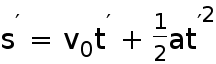 s′ = v₀t′ + ½at′²